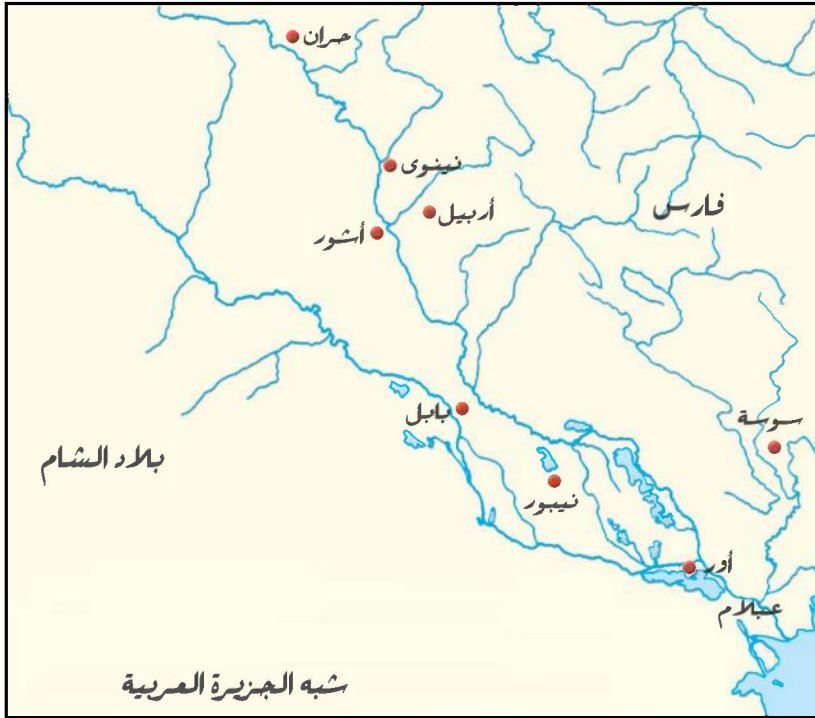 حران
نينوى
أربيل
فارس
أشور
بابل
سوسة
بلاد الشام
نيبور
أور
عيلام
شبه الجزيرة العربية